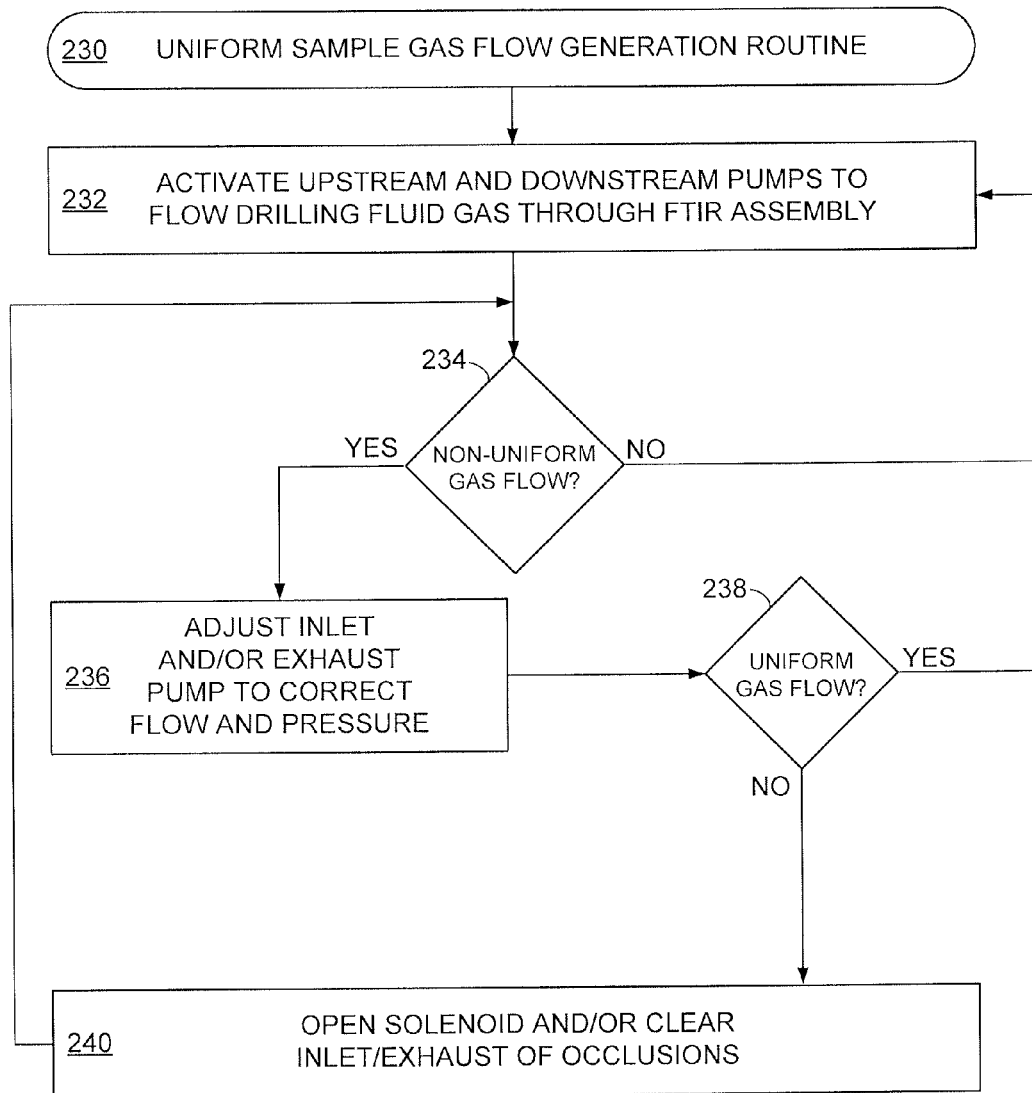 230 UNIFORM SAMPLE GAS FLOW GENERATION ROUTINE
232 ACTIVATE UPSTREAM AND DOWNSTREAM PUMPS TO
FLOW DRILLING FLUID GAS THROUGH FTIR ASSEMBLY
234
YES
NON-UNIFORM
GAS FLOW?
NO
236
ADJUST INLET
AND/OR EXHAUST
PUMP TO CORRECT
FLOW AND PRESSURE
238
UNIFORM
GAS FLOW?
YES
NO
240
OPEN SOLENOID AND/OR CLEAR
INLET/EXHAUST OF OCCLUSIONS